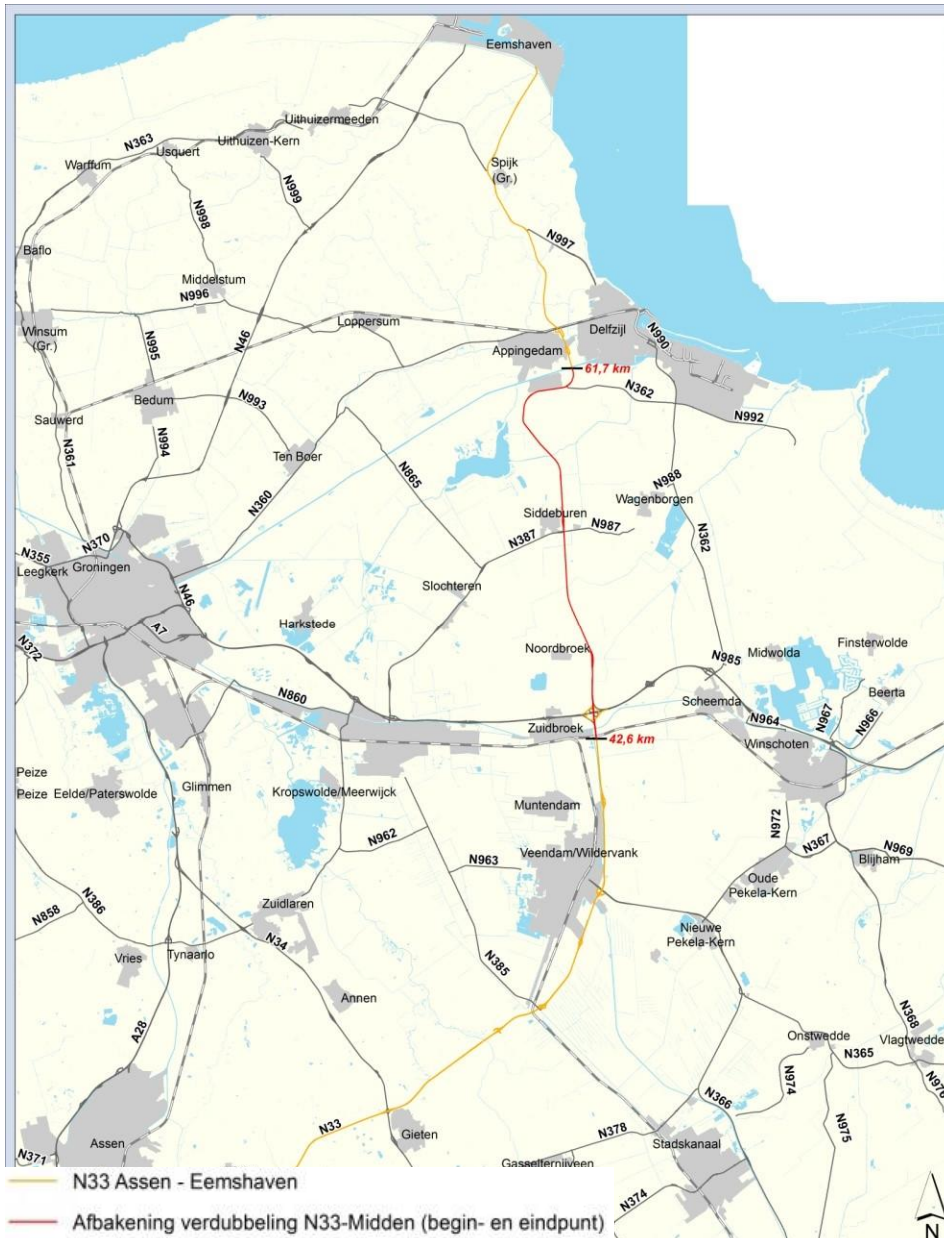 Eemshaven
Uithuizermeeden
N363
Uithuizen-Kern
Usquert
Warffum
Spijk
(Gr.)
N999
N998
N997
Baflo
Middelstum
N996
Loppersum
Winsum
(Gr.)
N46
N995
Delfzijl
N990
Appingedam
61,7 km
N362
N992
Bedum
N993
Sauwerd
N994
N361
Ten Boer
N360
N865
N988
Wagenborgen
Siddeburen
N987
N387
N362
N370
N355
Leegkerk
Groningen
N46
Slochteren
A7
Harkstede
N372
Noordbroek
Midwolda
Finsterwolde
N985
Beerta
N860
Scheemda
N967
N966
N964
Zuidbroek
42,6 km
Winschoten
Peize
Peize
Eelde/Paterswolde
Glimmen
Kropswolde/Meerwijck
Muntendam
N972
N962
N367
Veendam/Wildervank
N969
N963
Blijham
Oude
Pekela-Kern
N386
N858
Zuidlaren
Nieuwe
Pekela-Kern
N34
Vries
Tynaarlo
N385
Annen
A28
N368
Onstwedde
Vlagtwedde
N365
N976
N974
N366
N975
N33
Gieten
N378
Stadskanaal
Assen
N371
Gasselternijveen
N374
N33 Assen - Eemshaven
Afbakening verdubbeling N33-Midden (begin- en eindpunt)
N